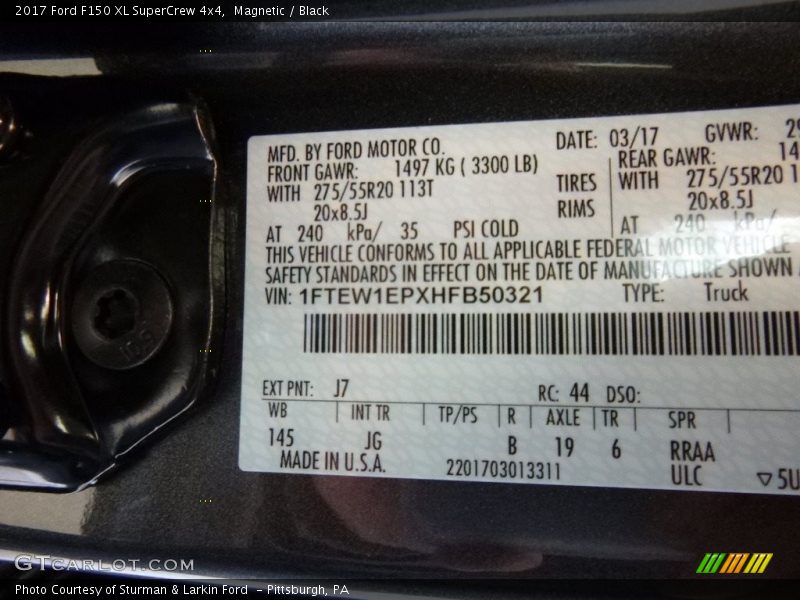 2017 Ford F150 XL SuperCrew 4x4, Magnetic / Black
MFD. BY FORD MOTOR CO. DATE: 03/17 GVWR:
FRONT GAWR: 1497 KG ( 3300 LB) REAR GAWR:
WITH 275/55R20 113T TIRES WITH 275/55R20
20x8.5J RIMS 20x8.5J
AT 240 kPa/ 35 PSI COLD AT 240 kPa/
THIS VEHICLE CONFORMS TO ALL APPLICABLE FEDERAL MOTOR VEHICLE
SAFETY STANDARDS IN EFFECT ON THE DATE OF MANUFACTURE SHOWN
VIN: 1FTEW1EPXHFB50321 TYPE: Truck
EXT PNT: J7 RC: 44 DSO:
WB INT TR TP/PS R AXLE TR SPR
145 JG B 19 6 RRAA
MADE IN U.S.A. 2201703013311 ULC ▽5U
10.9
GTCARLOT.COM
Photo Courtesy of Sturman & Larkin Ford - Pittsburgh, PA